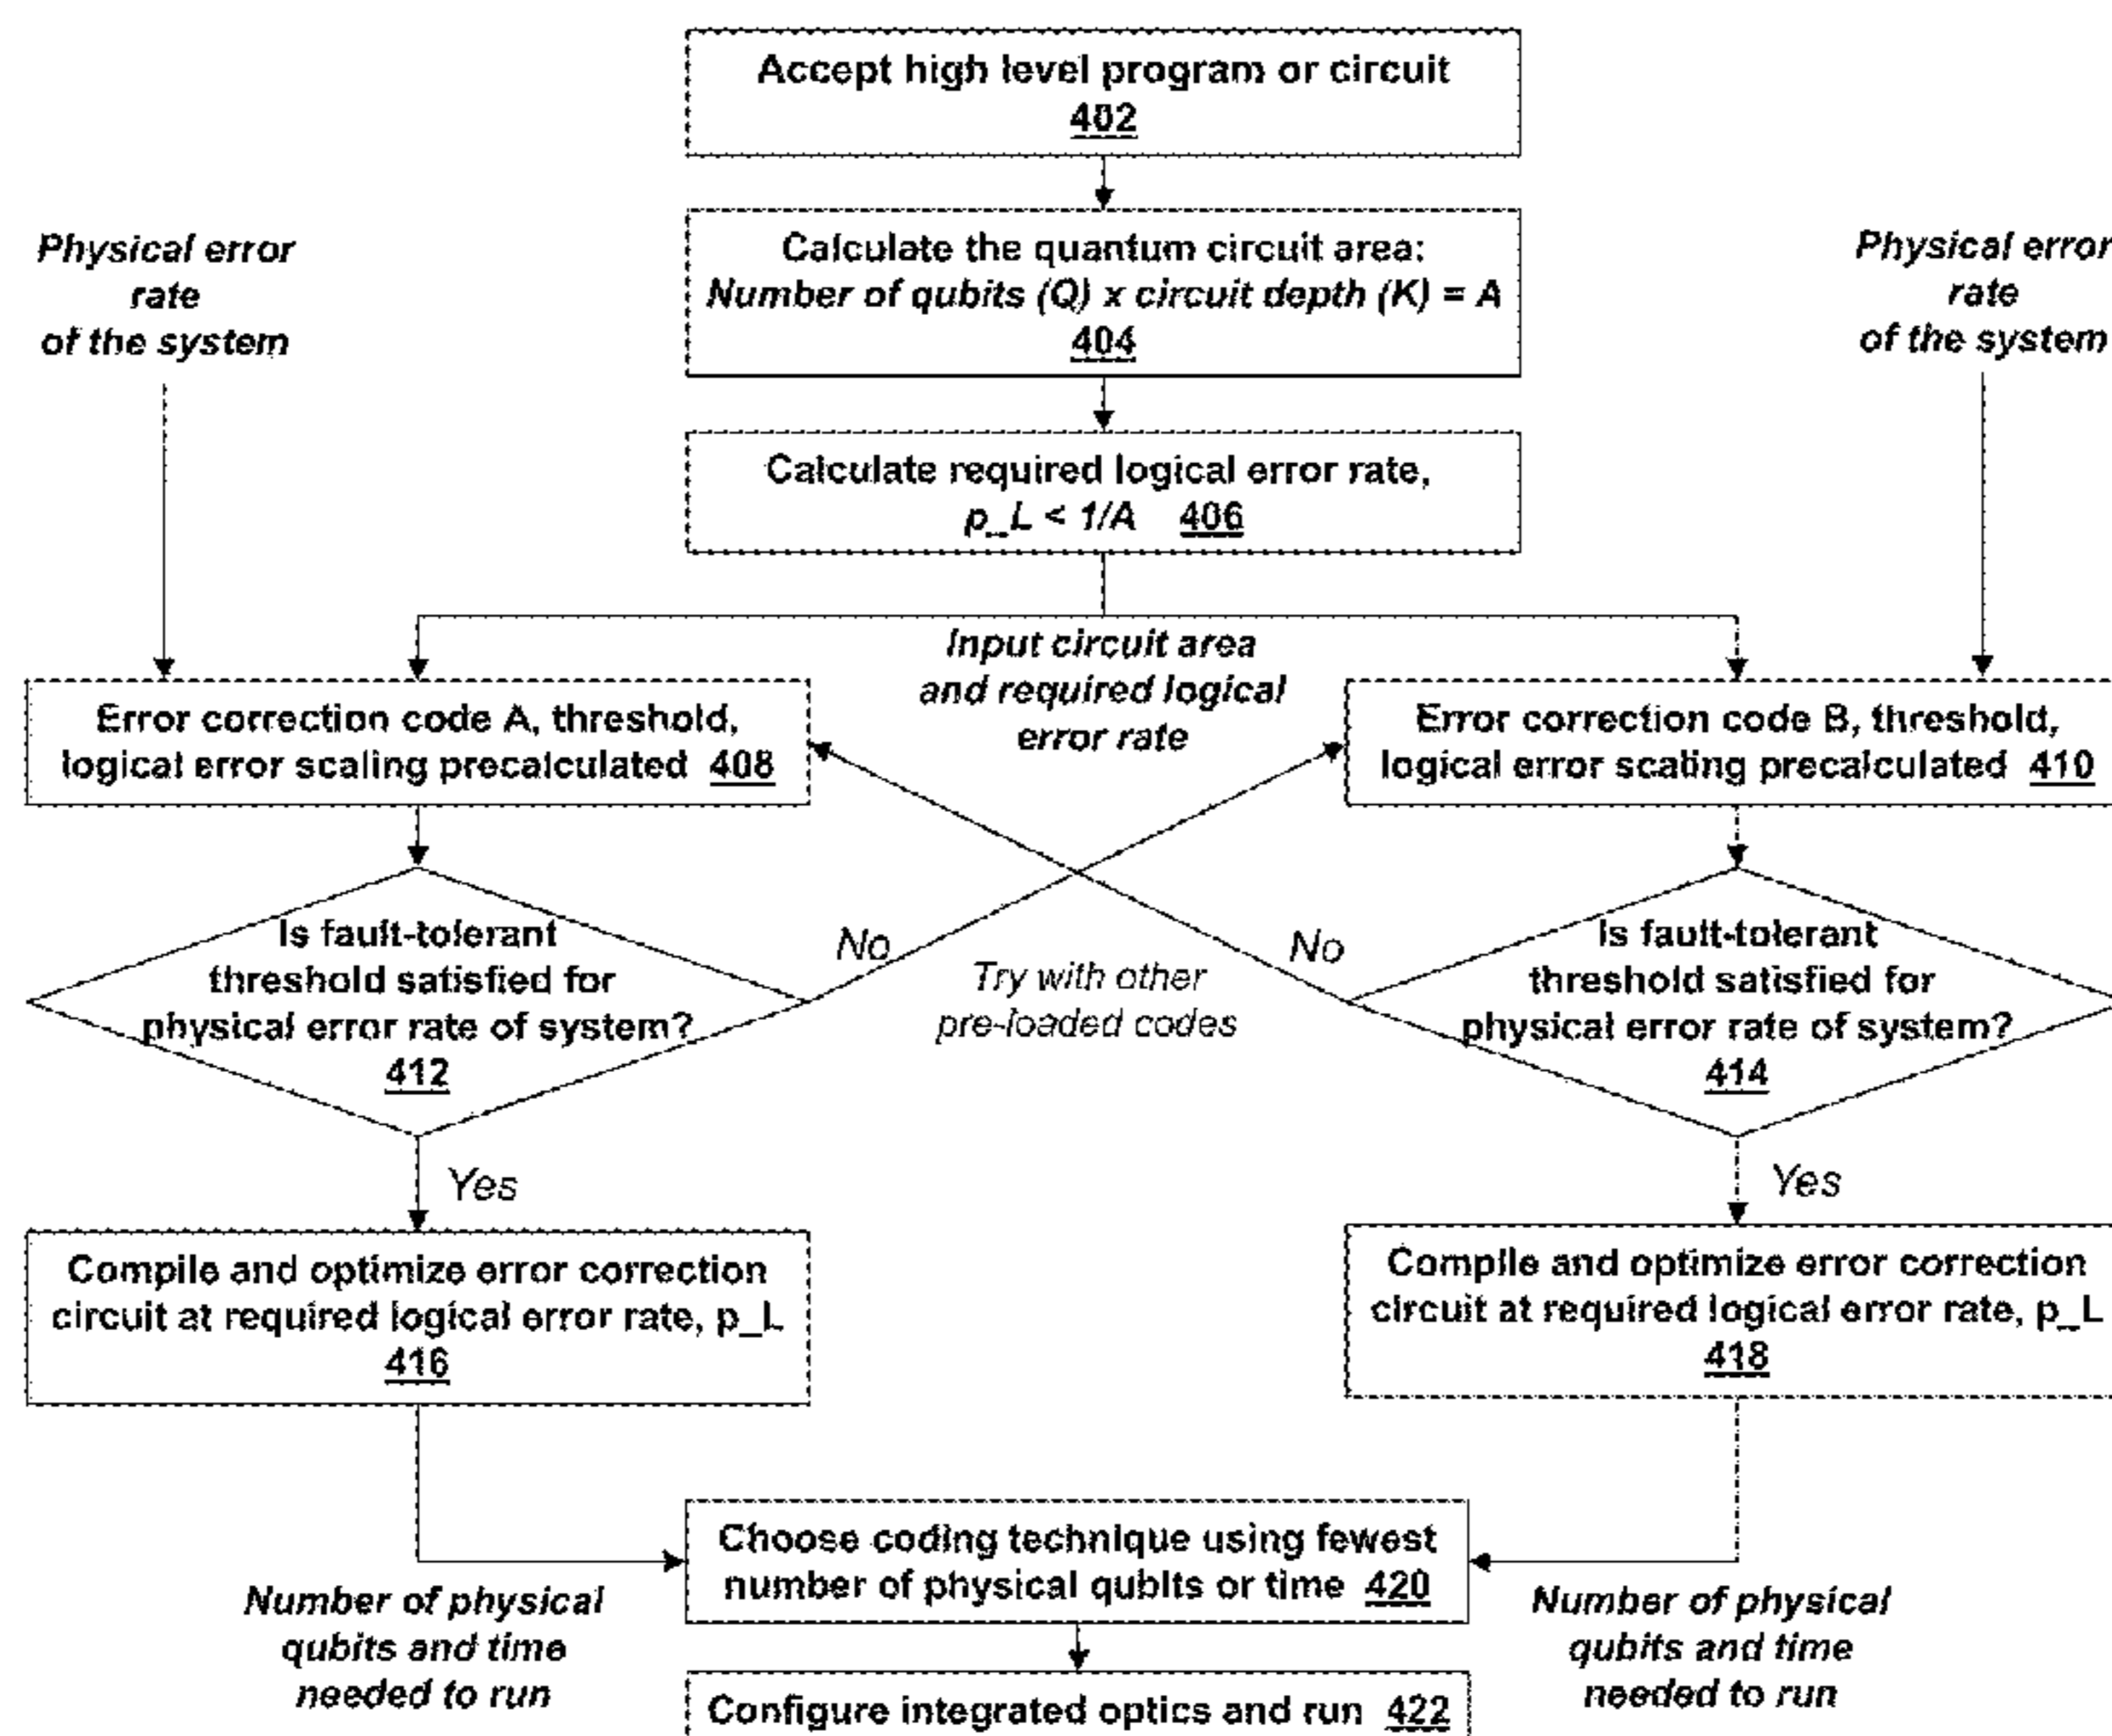 Accept high level program or circuit
402
Calculate the quantum circuit area:
Number of qubits (Q) x circuit depth (K) = A
404
Physical error
rate
of the system
Physical error
rate
of the system
Calculate required logical error rate,
p_L < 1/A 406
Input circuit area
and required logical
error rate
Error correction code A, threshold,
logical error scaling precalculated 408
Error correction code B, threshold,
logical error scaling precalculated 410
Is fault-tolerant
threshold satisfied for
physical error rate of system?
412
No
Try with other
pre-loaded codes
No
Is fault-tolerant
threshold satisfied for
physical error rate of system?
414
Yes
Yes
Compile and optimize error correction
circuit at required logical error rate, p_L
416
Compile and optimize error correction
circuit at required logical error rate, p_L
418
Choose coding technique using fewest
number of physical qubits or time 420
Number of physical
qubits and time
needed to run
Number of physical
qubits and time
needed to run
Configure integrated optics and run 422